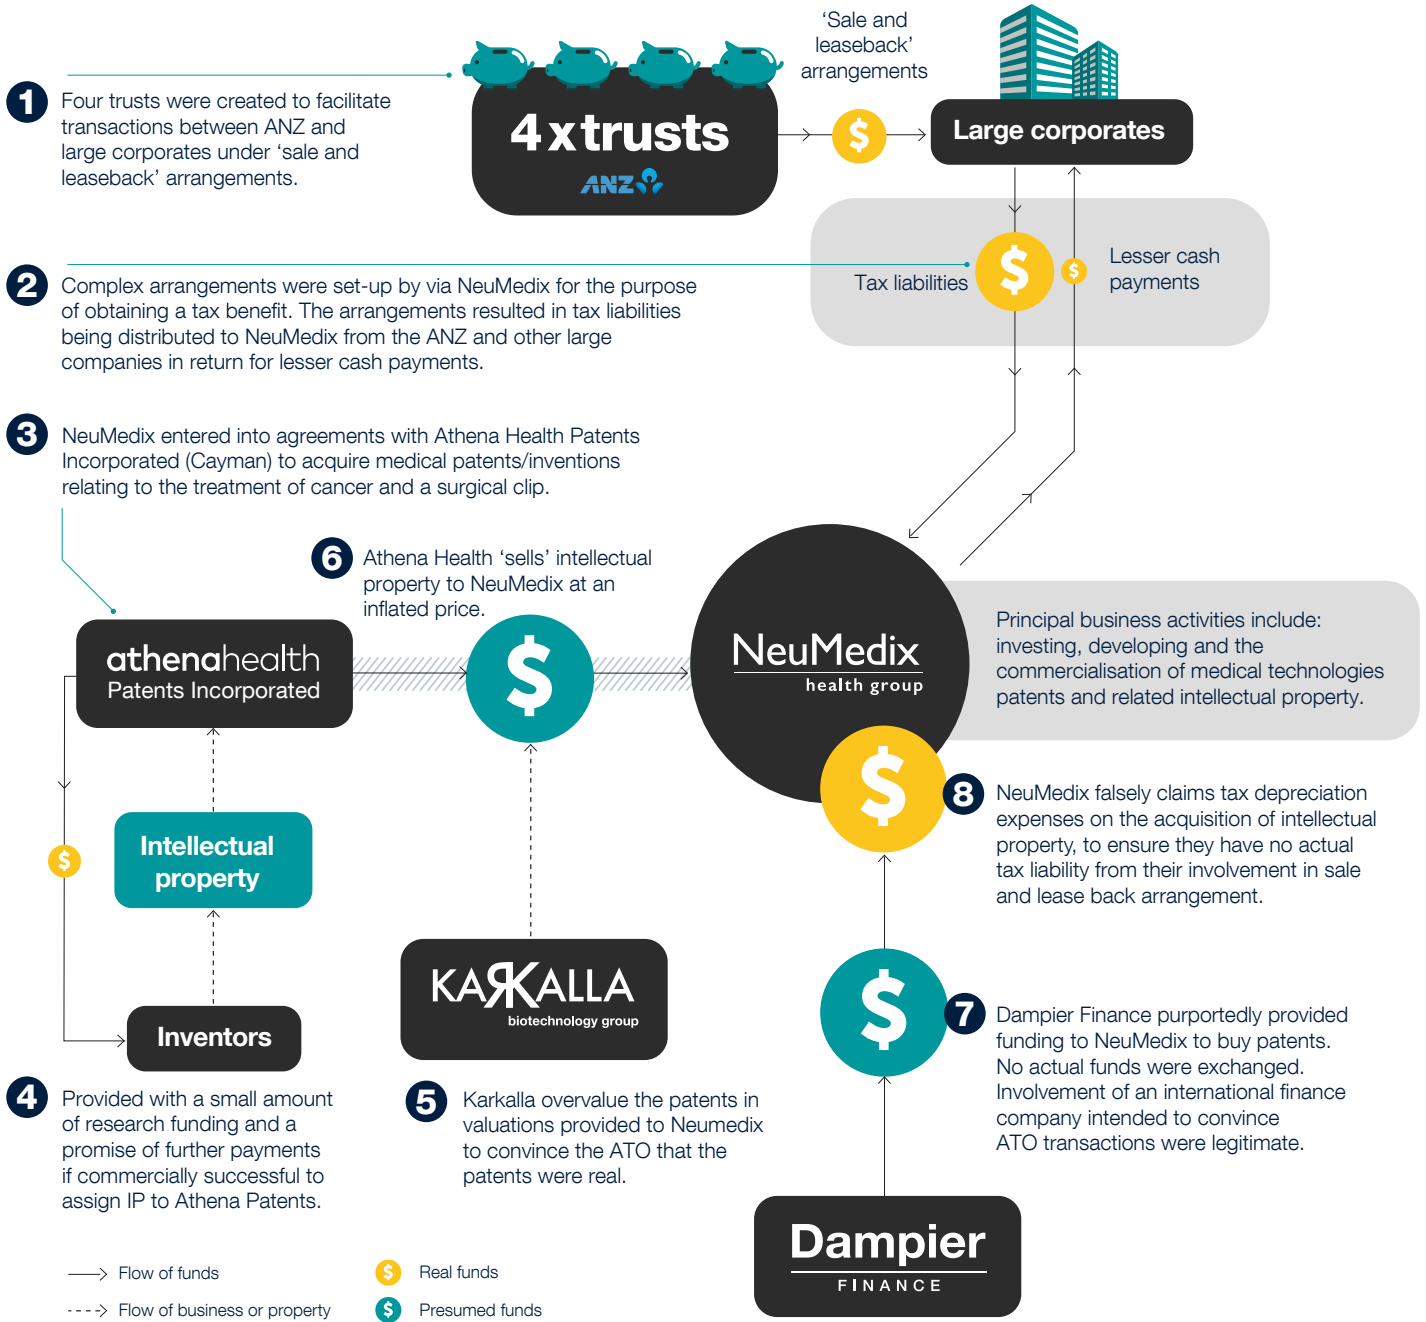 1
Four trusts were created to facilitate
transactions between ANZ and
large corporates under ‘sale and
leaseback’ arrangements.
4 x trusts
ANZ
‘Sale and
leaseback’
arrangements
$
Large corporates
2
Complex arrangements were set-up by via NeuMedix for the purpose
of obtaining a tax benefit. The arrangements resulted in tax liabilities
being distributed to NeuMedix from the ANZ and other large
companies in return for lesser cash payments.
Tax liabilities
$
$
Lesser cash
payments
3
NeuMedix entered into agreements with Athena Health Patents
Incorporated (Cayman) to acquire medical patents/inventions
relating to the treatment of cancer and a surgical clip.
6
Athena Health ‘sells’ intellectual
property to NeuMedix at an
inflated price.
athenahealth
Patents Incorporated
$
NeuMedix
health group
Principal business activities include:
investing, developing and the
commercialisation of medical technologies
patents and related intellectual property.
$
Intellectual
property
$
8
NeuMedix falsely claims tax depreciation
expenses on the acquisition of intellectual
property, to ensure they have no actual
tax liability from their involvement in sale
and lease back arrangement.
Inventors
KARKALLA
biotechnology group
$
7
Dampier Finance purportedly provided
funding to NeuMedix to buy patents.
No actual funds were exchanged.
Involvement of an international finance
company intended to convince
ATO transactions were legitimate.
4
Provided with a small amount
of research funding and a
promise of further payments
if commercially successful to
assign IP to Athena Patents.
5
Karkalla overvalue the patents in
valuations provided to Neumedix
to convince the ATO that the
patents were real.
Dampier
FINANCE
Flow of funds
$ Real funds
Flow of business or property
$ Presumed funds